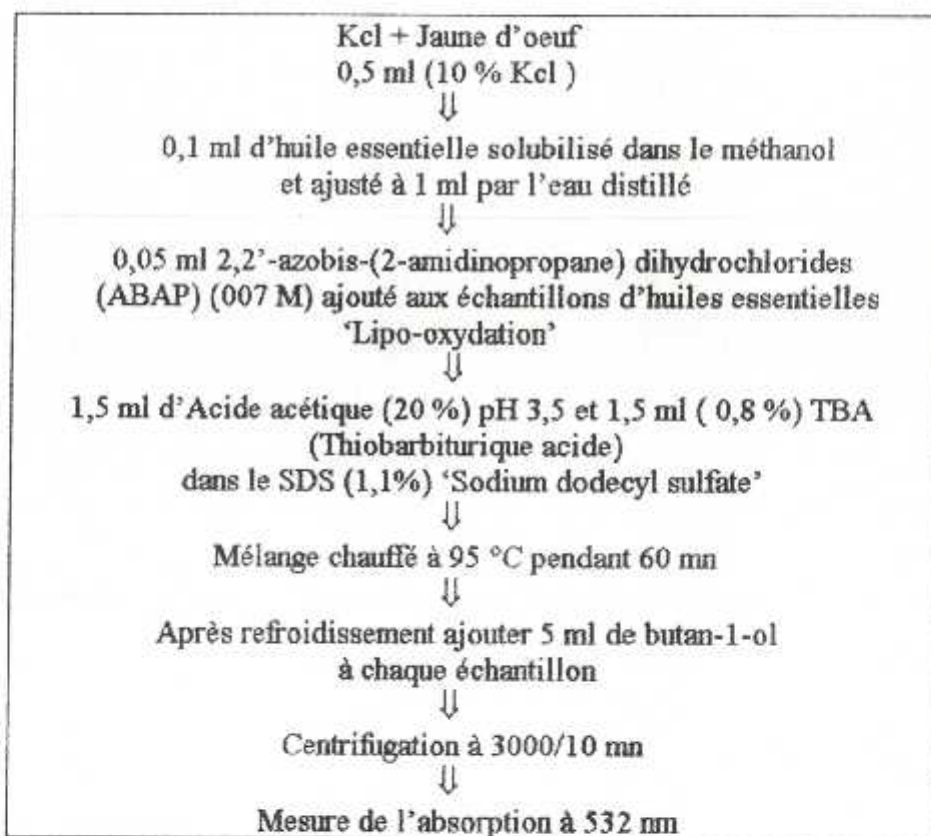 Kcl + Jaune d'oeuf
0,5 ml (10 % Kcl )
⇓
0,1 ml d'huile essentielle solubilisé dans le méthanol
et ajusté à 1 ml par l'eau distillé
⇓
0,05 ml 2,2'-azobis-(2-amidinopropane) dihydrochlorides
(ABAP) (007 M) ajouté aux échantillons d'huiles essentielles
'Lipo-oxydation'
⇓
1,5 ml d'Acide acétique (20 %) pH 3,5 et 1,5 ml ( 0,8 %) TBA
(Thiobarbiturique acide)
dans le SDS (1,1%) 'Sodium dodecyl sulfate'
⇓
Mélange chauffé à 95 °C pendant 60 mn
⇓
Après refroidissement ajouter 5 ml de butan-1-ol
à chaque échantillon
⇓
Centrifugation à 3000/10 mn
⇓
Mesure de l'absorption à 532 nm